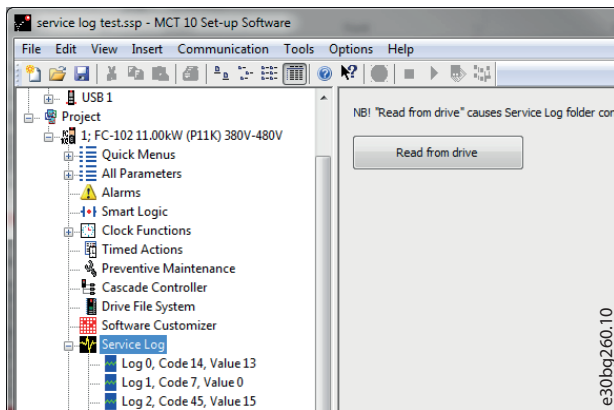 service log test.ssp - MCT 10 Set-up Software
File Edit View Insert Communication Tools Options Help
USB 1
Project
1; FC-102 11.00kW (P11K) 380V-480V
Quick Menus
All Parameters
Alarms
Smart Logic
Clock Functions
Timed Actions
Preventive Maintenance
Cascade Controller
Drive File System
Software Customizer
Service Log
Log 0, Code 14, Value 13
Log 1, Code 7, Value 0
Log 2, Code 45, Value 15
NB! "Read from drive" causes Service Log folder con
Read from drive
e30bq260.10